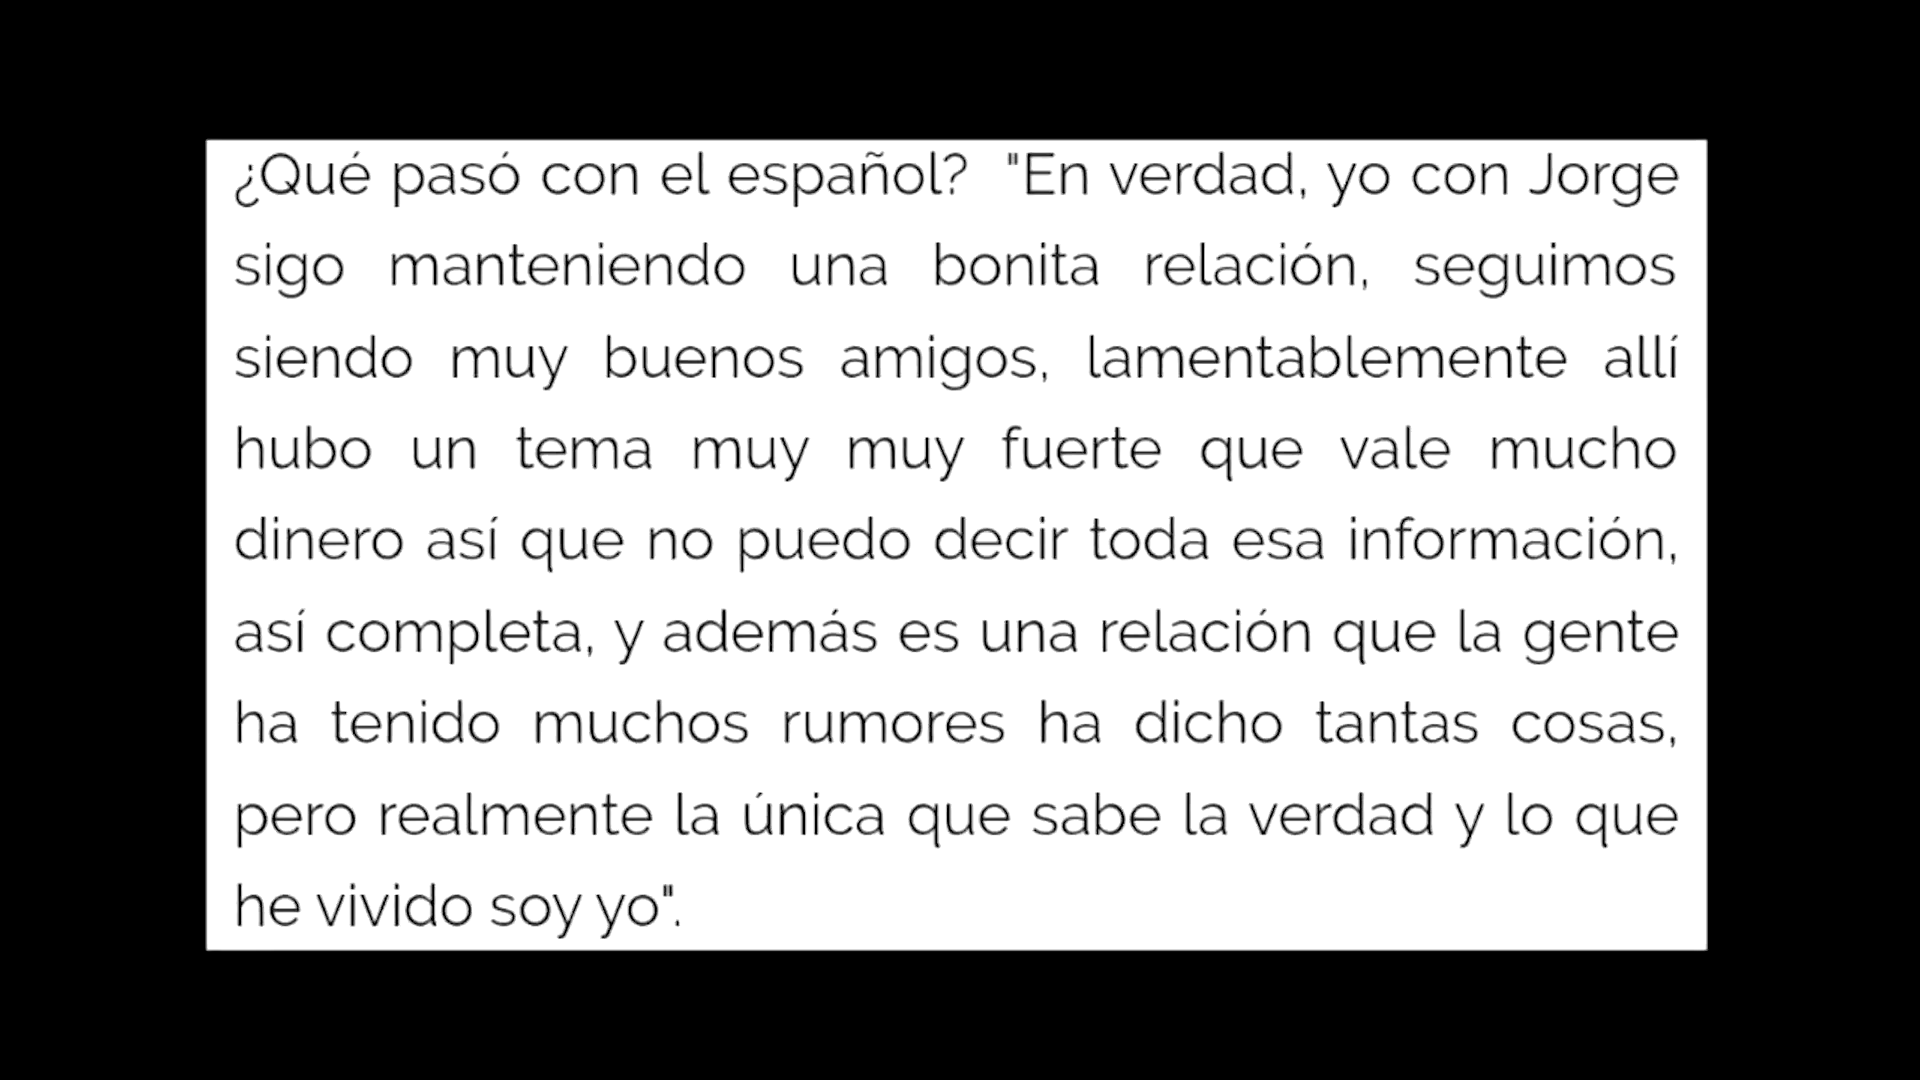 ¿Qué pasó con el español?  "En verdad, yo con Jorge
sigo manteniendo una bonita relación, seguimos
siendo muy buenos amigos, lamentablemente allí
hubo un tema muy muy fuerte que vale mucho
dinero así que no puedo decir toda esa información,
así completa, y además es una relación que la gente
ha tenido muchos rumores ha dicho tantas cosas,
pero realmente la única que sabe la verdad y lo que
he vivido soy yo".